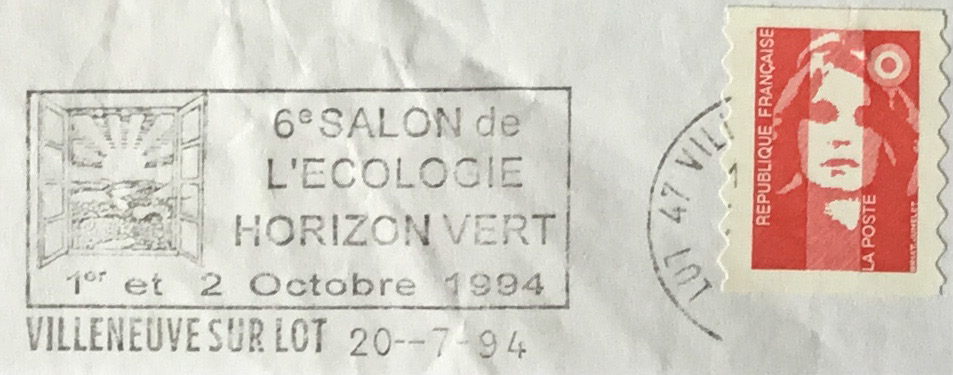 6e SALON de
L'ECOLOGIE
HORIZON VERT
1er et 2 Octobre 1994
VILLENEUVE SUR LOT 20--7-94
LOT 47
REPUBLIQUE FRANÇAISE
LA POSTE